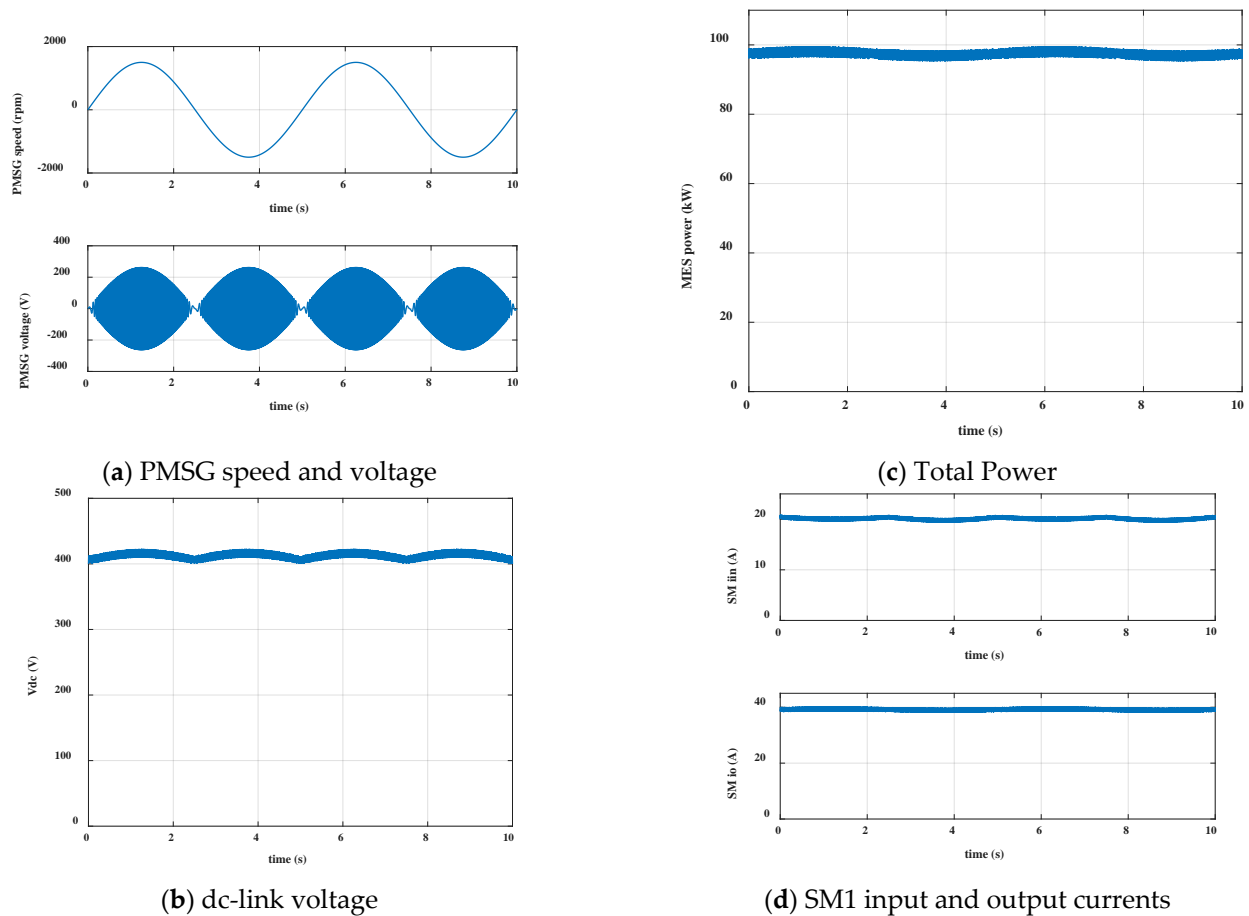 2000
0
-2000
PMSG speed (rpm)
0 2 4 6 8 10
time (s)
400
200
0
-200
-400
PMSG voltage (V)
0 2 4 6 8 10
time (s)
(a) PMSG speed and voltage
100
80
60
40
20
0
MES power (kW)
0 2 4 6 8 10
time (s)
(c) Total Power
500
400
300
200
100
0
Vdc (V)
0 2 4 6 8 10
time (s)
(b) dc-link voltage
20
10
0
SM iin (A)
0 2 4 6 8 10
time (s)
40
20
0
SM io (A)
0 2 4 6 8 10
time (s)
(d) SM1 input and output currents